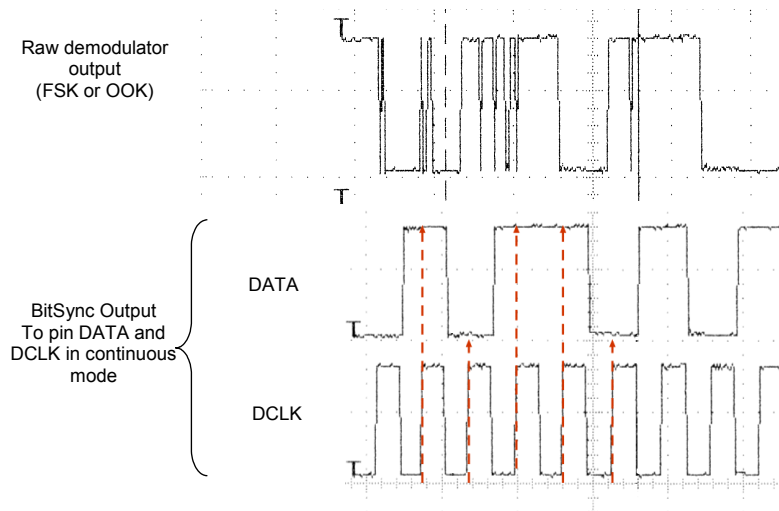 Raw demodulator
output
(FSK or OOK)
DATA
BitSync Output
To pin DATA and
DCLK in continuous
mode
DCLK